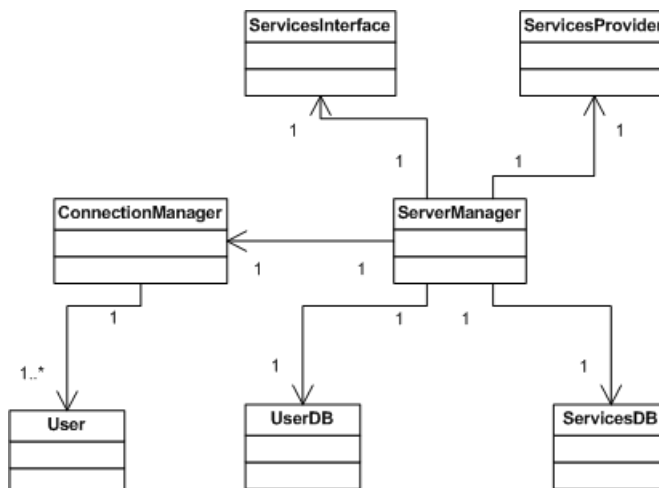 ServicesInterface
ServicesProvider
1
1
1
1
ConnectionManager
ServerManager
1
1
1
1
1
1..*
1
1
User
UserDB
ServicesDB